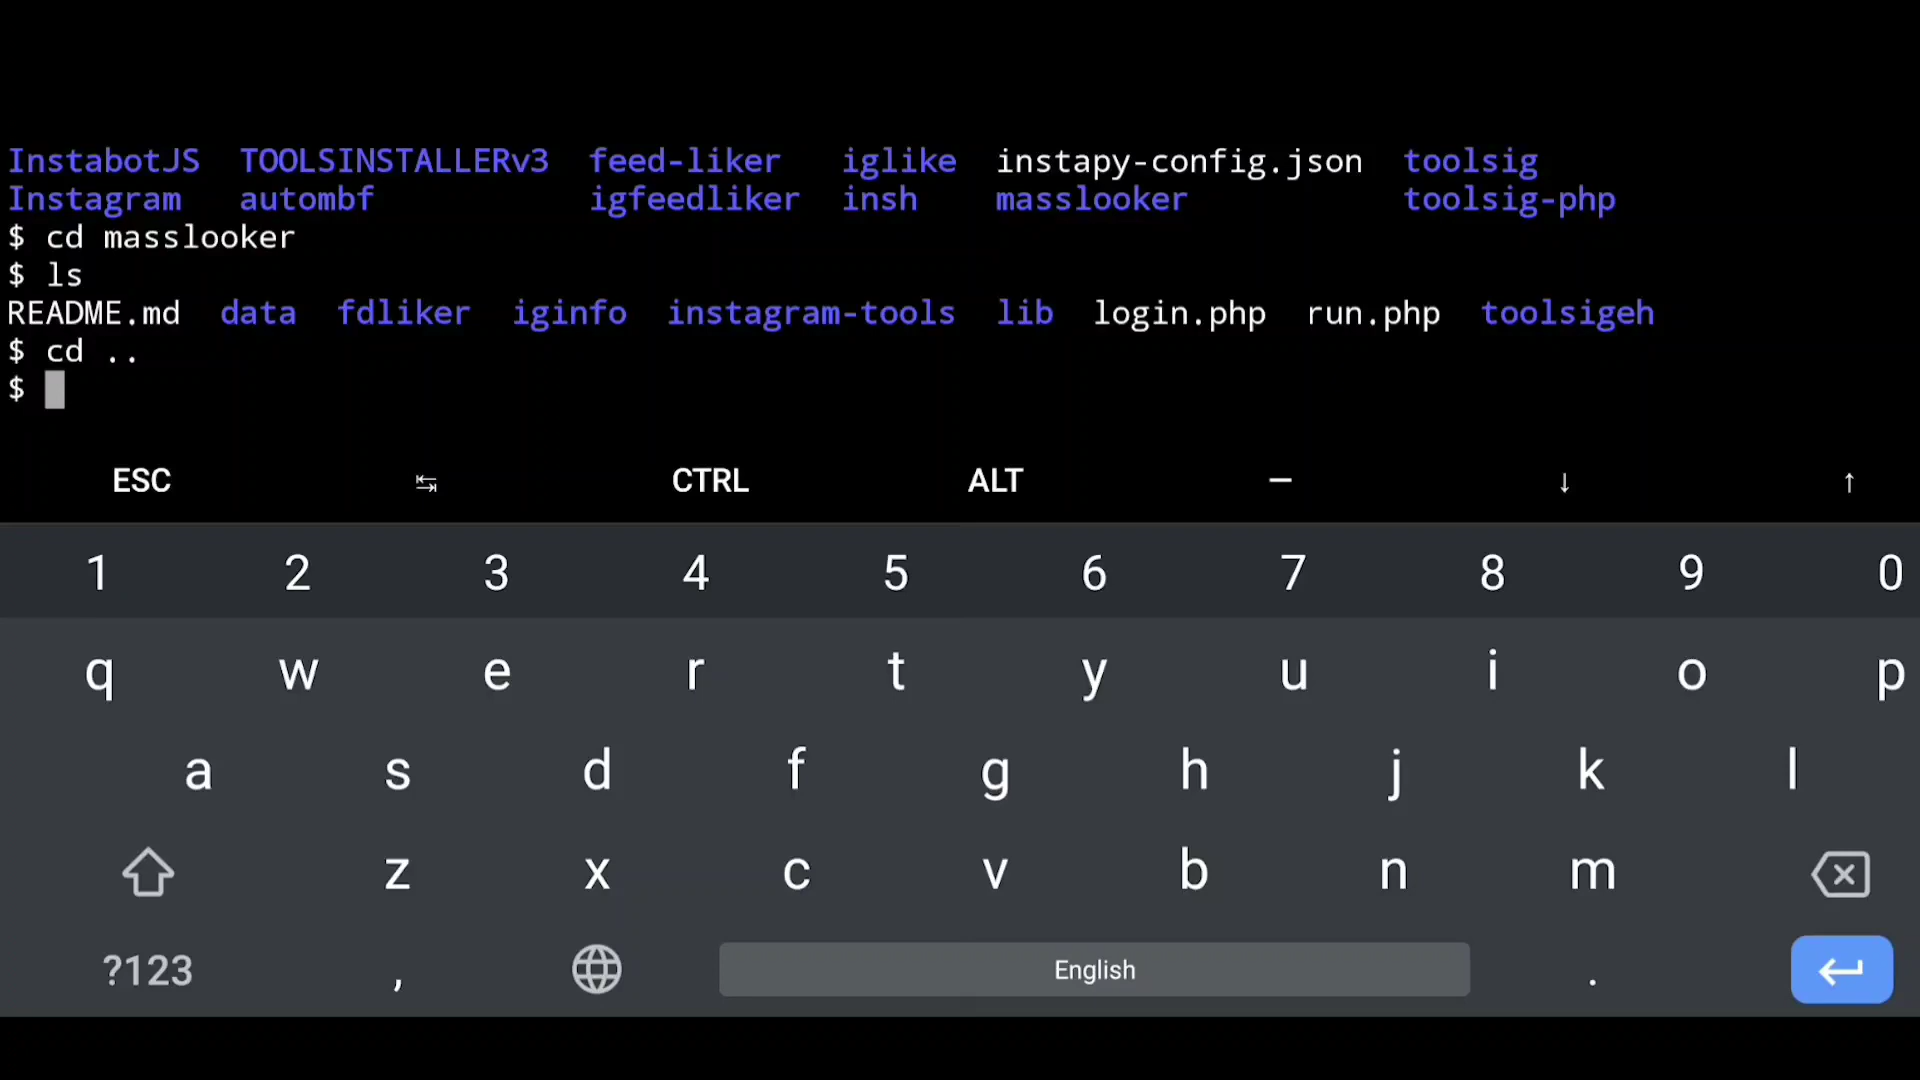 InstabotJS TOOLSINSTALLERv3 feed-liker iglike instapy-config.json toolsig
Instagram autombf igfeedliker insh masslooker toolsig-php
$ cd masslooker
$ ls
README.md data fdliker iginfo instagram-tools lib login.php run.php toolsigeh
$ cd ..
$
ESC ↹ CTRL ALT — ↓ ↑
1 2 3 4 5 6 7 8 9 0
q w e r t y u i o p
a s d f g h j k l
z x c v b n m
?123 , English .